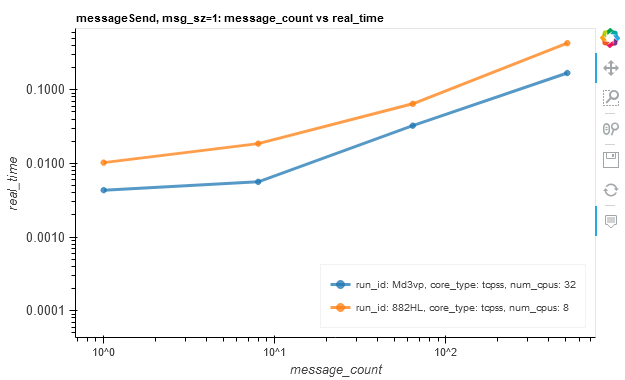 messageSend, msg_sz=1: message_count vs real_time
0.1000
0.0100
0.0010
0.0001
real_time
run_id: Md3vp, core_type: tcpss, num_cpus: 32
run_id: 882HL, core_type: tcpss, num_cpus: 8
10^0
10^1
10^2
message_count